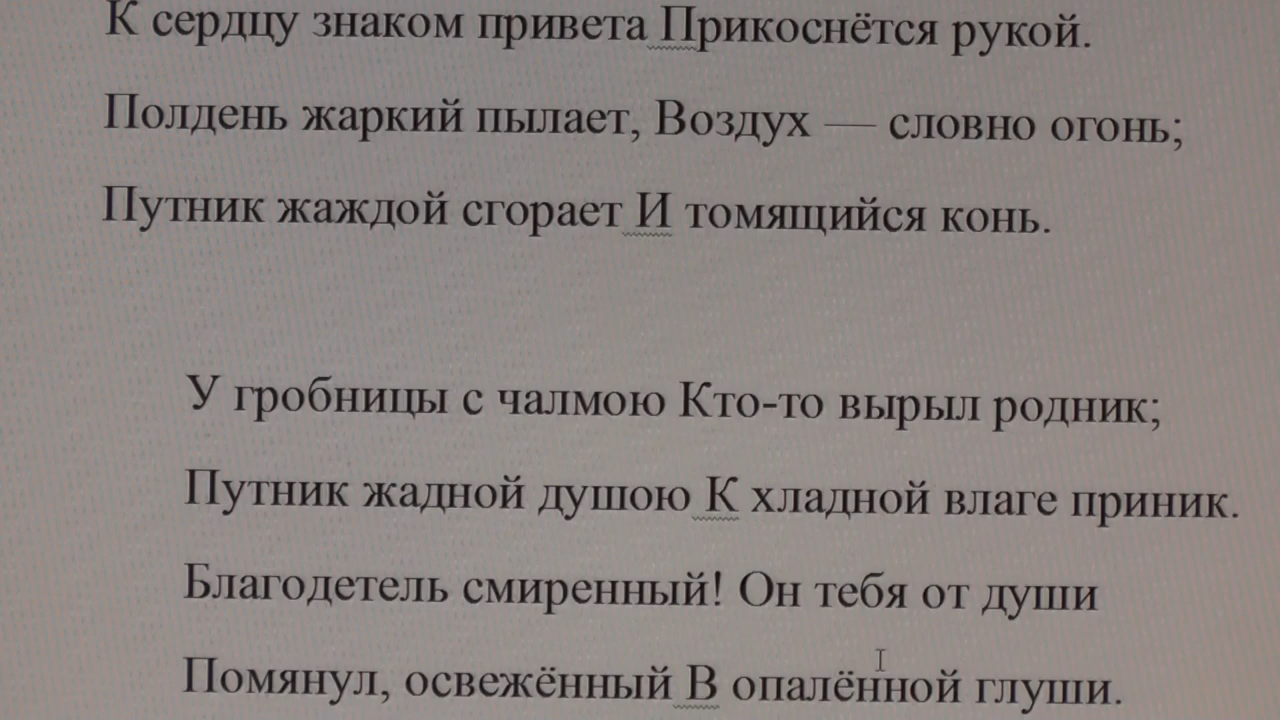 К сердцу знаком привета Прикоснётся рукой.
Полдень жаркий пылает, Воздух — словно огонь;
Путник жаждой сгорает И томящийся конь.
У гробницы с чалмою Кто-то вырыл родник;
Путник жадной душою К хладной влаге приник.
Благодетель смиренный! Он тебя от души
Помянул, освежённый В опалённой глуши.